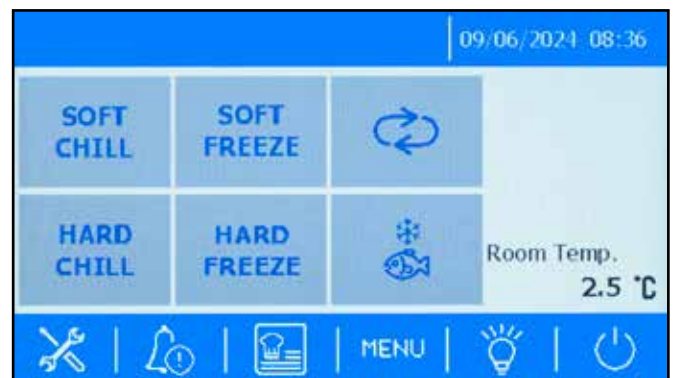 09/06/2024 08:36
SOFT
CHILL
SOFT
FREEZE
HARD
CHILL
HARD
FREEZE
Room Temp.
2.5 °C
MENU